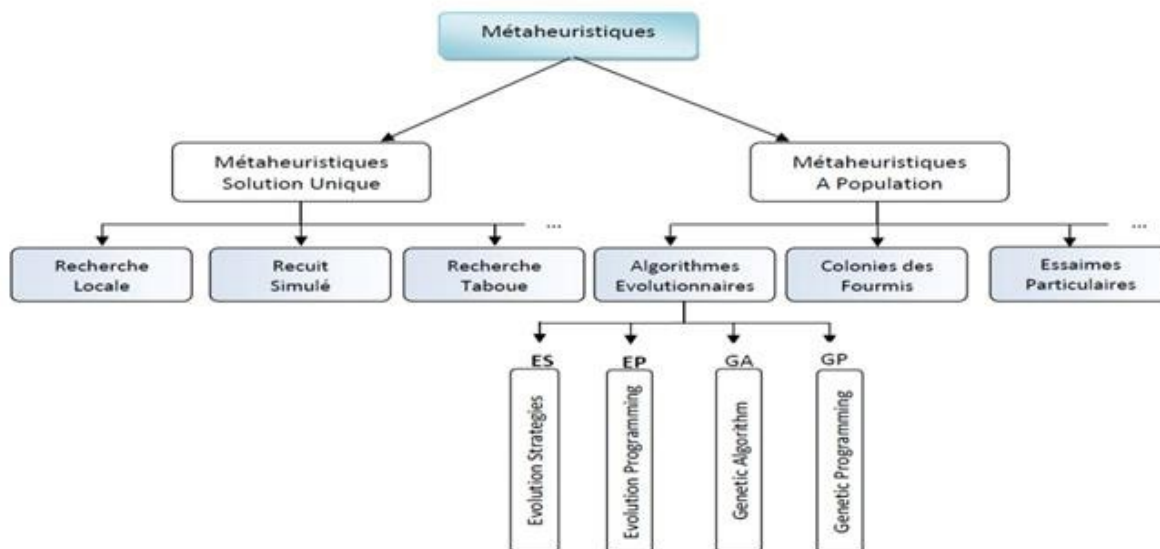 Métaheuristiques
Métaheuristiques
Solution Unique
Métaheuristiques
A Population
...
...
Recherche
Locale
Recuit
Simulé
Recherche
Taboue
Algorithmes
Evolutionnaires
Colonies des
Fourmis
Essaimes
Particulaires
ES
EP
GA
GP
Evolution Strategies
Evolution Programming
Genetic Algorithm
Genetic Programming